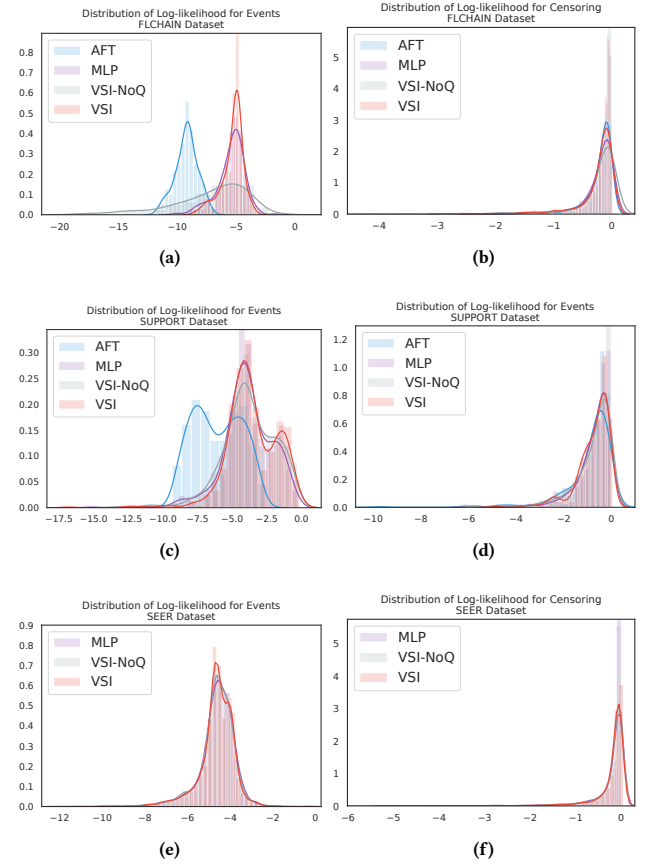 Distribution of Log-likelihood for Events
FLCHAIN Dataset
0.8
0.7
0.6
0.5
0.4
0.3
0.2
0.1
0.0
AFT
MLP
VSI-NoQ
VSI
−20
−15
−10
−5
0
(a)
Distribution of Log-likelihood for Censoring
FLCHAIN Dataset
5
4
3
2
1
0
AFT
MLP
VSI-NoQ
VSI
−4
−3
−2
−1
0
(b)
Distribution of Log-likelihood for Events
SUPPORT Dataset
0.30
0.25
0.20
0.15
0.10
0.05
0.00
AFT
MLP
VSI-NoQ
VSI
−17.5
−15.0
−12.5
−10.0
−7.5
−5.0
−2.5
0.0
(c)
Distribution of Log-likelihood for Events
SUPPORT Dataset
1.2
1.0
0.8
0.6
0.4
0.2
0.0
AFT
MLP
VSI-NoQ
VSI
−10
−8
−6
−4
−2
0
(d)
Distribution of Log-likelihood for Events
SEER Dataset
0.9
0.8
0.7
0.6
0.5
0.4
0.3
0.2
0.1
0.0
MLP
VSI-NoQ
VSI
−12
−10
−8
−6
−4
−2
0
(e)
Distribution of Log-likelihood for Censoring
SEER Dataset
5
4
3
2
1
0
MLP
VSI-NoQ
VSI
−6
−5
−4
−3
−2
−1
0
(f)